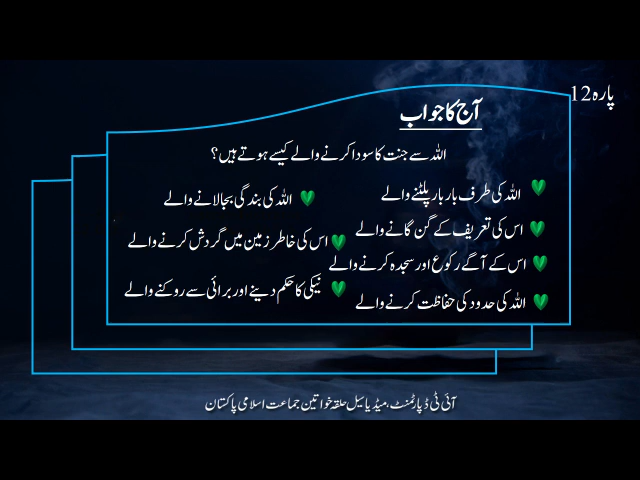 پارہ 12
آج کا جواب
اللہ سے جنت کا سودا کرنے والے کیسے ہوتے ہیں؟
اللہ کی طرف بار بار پلٹنے والے
اللہ کی بندگی بجا لانے والے
اس کی تعریف کے گن گانے والے
اس کی خاطر زمین میں گردش کرنے والے
اس کے آگے رکوع اور سجدہ کرنے والے
نیکی کا حکم دینے اور برائی سے روکنے والے
اللہ کی حدود کی حفاظت کرنے والے
آئی ٹی ڈپارٹمنٹ، میڈیا سیل حلقہ خواتین جماعت اسلامی پاکستان